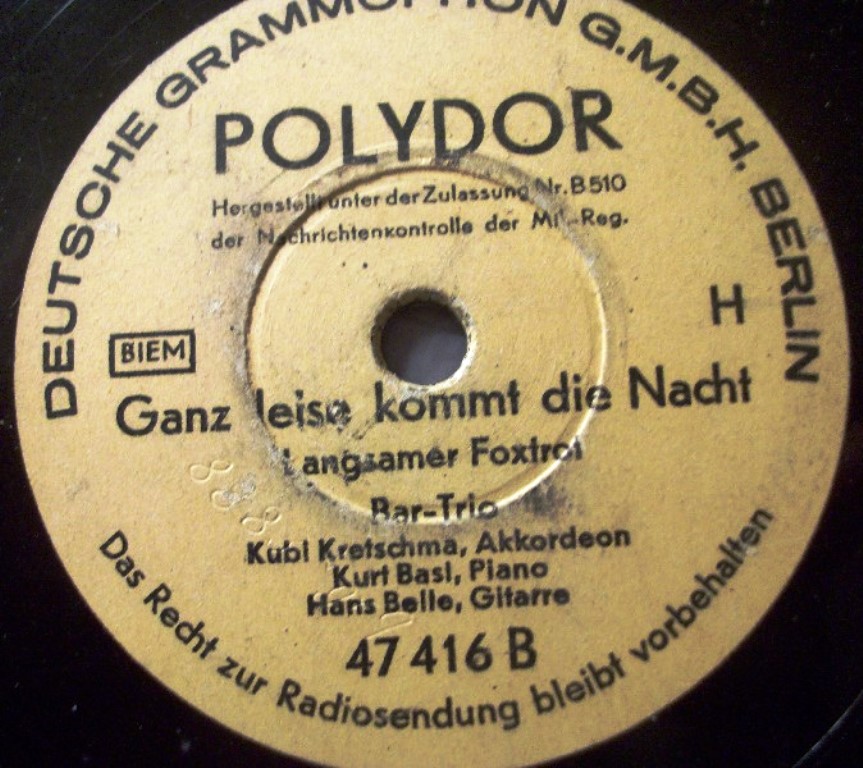 DEUTSCHE GRAMMOPHON G.M.B.H. BERLIN
POLYDOR
Hergestellt unter der Zulassung Nr. B 510
der Nachrichtenkontrolle der Mil-Reg.
H
BIEM
Ganz leise kommt die Nacht
Langsamer Foxtrot
Bar-Trio
Kubi Kretschma, Akkordeon
Kurt Basl, Piano
Hans Belle, Gitarre
47 416 B
Das Recht zur Radiosendung bleibt vorbehalten